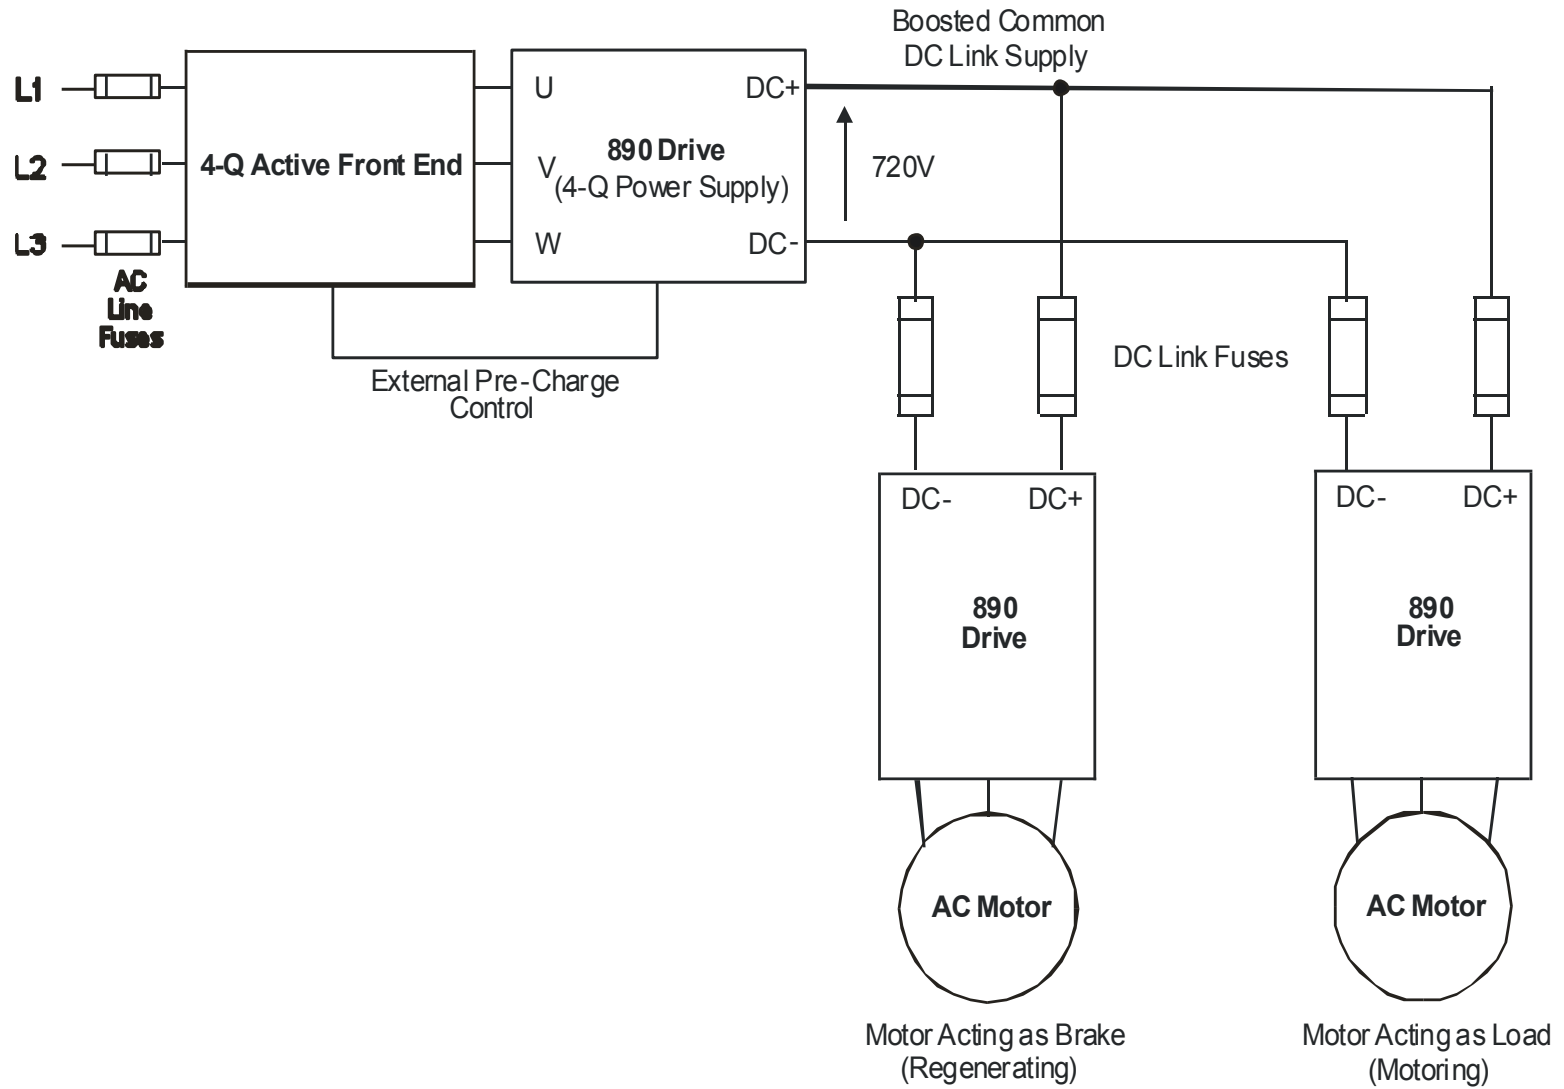 Boosted Common
DC Link Supply
L1
L2
L3
AC
Line
Fuses
4-Q Active Front End
U
V
W
890 Drive
(4-Q Power Supply)
DC+
DC-
720V
External Pre-Charge
Control
DC Link Fuses
DC-
DC+
890
Drive
AC Motor
Motor Acting as Brake
(Regenerating)
DC-
DC+
890
Drive
AC Motor
Motor Acting as Load
(Motoring)